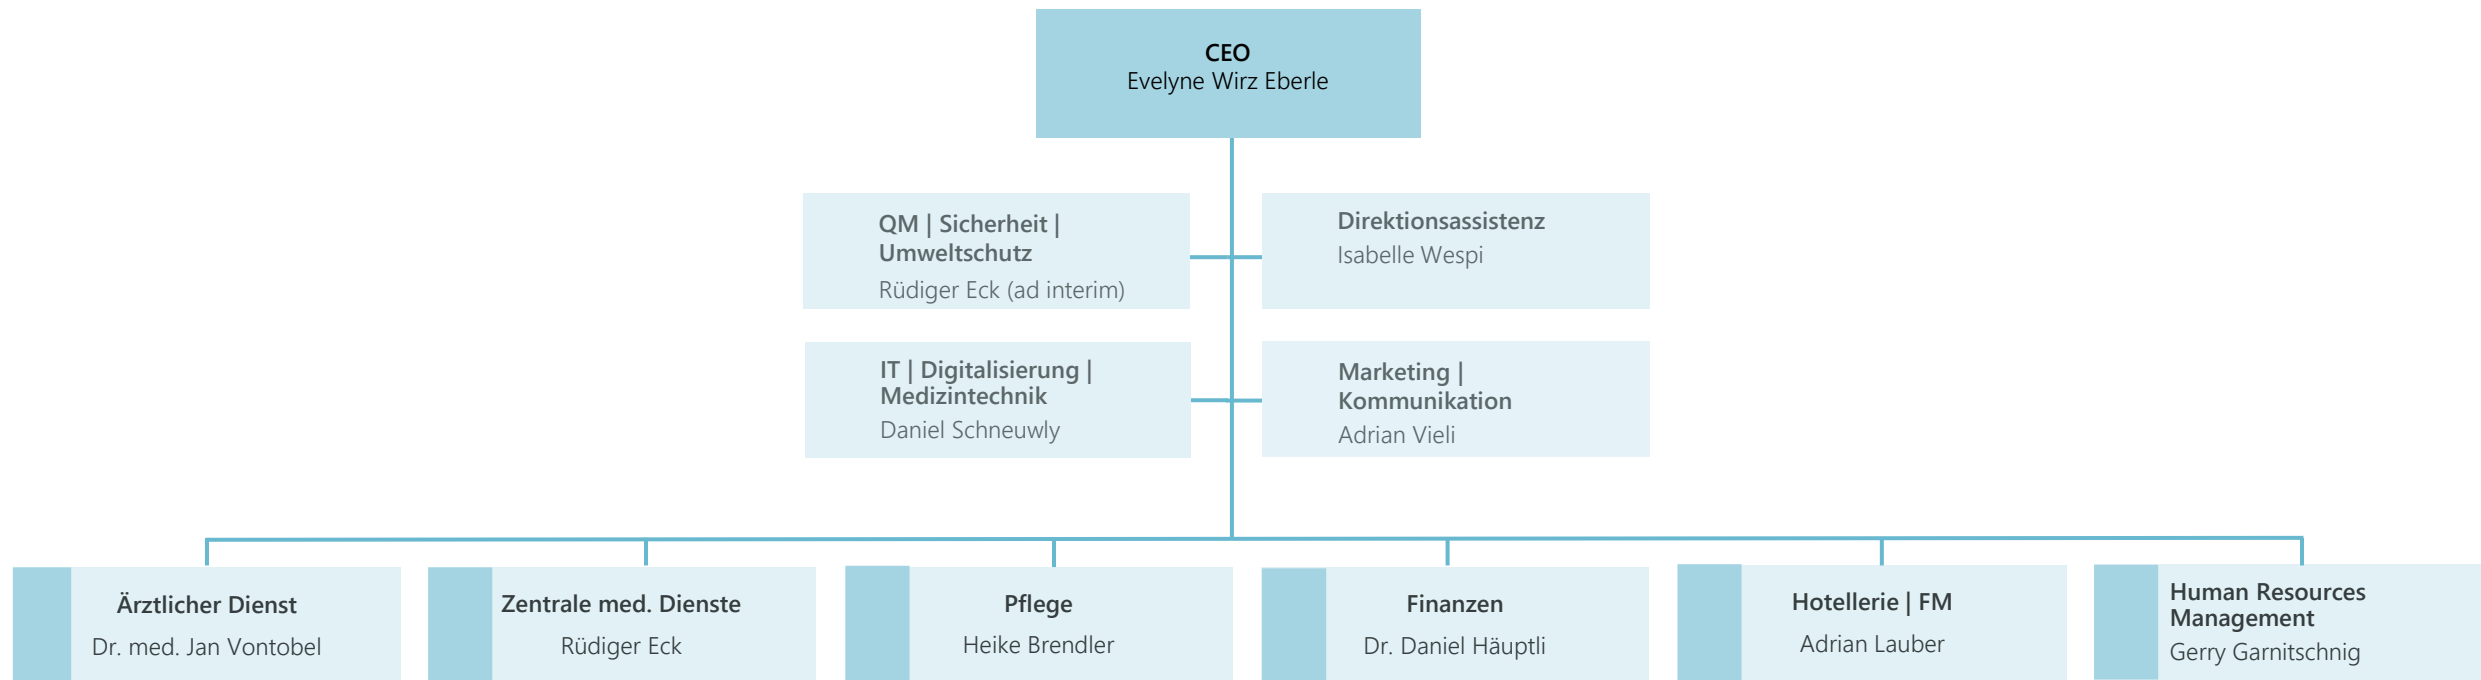 CEO
Evelyne Wirz Eberle
QM | Sicherheit |
Umweltschutz
Rüdiger Eck (ad interim)
Direktionsassistenz
Isabelle Wespi
IT | Digitalisierung |
Medizintechnik
Daniel Schneuwly
Marketing |
Kommunikation
Adrian Vieli
Ärztlicher Dienst
Dr. med. Jan Vontobel
Zentrale med. Dienste
Rüdiger Eck
Pflege
Heike Brendler
Finanzen
Dr. Daniel Häuptli
Hotellerie | FM
Adrian Lauber
Human Resources
Management
Gerry Garnitschnig